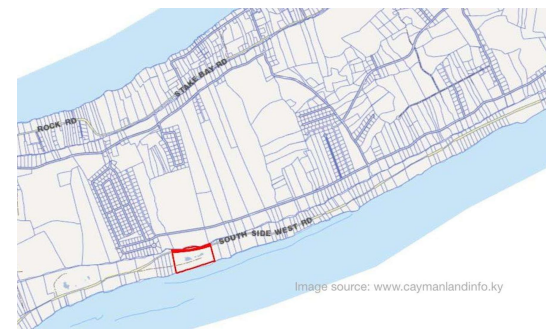 STAKE BAY RD
ROCK RD
SOUTH SIDE WEST RD
Image source: www.caymanlandinfo.ky